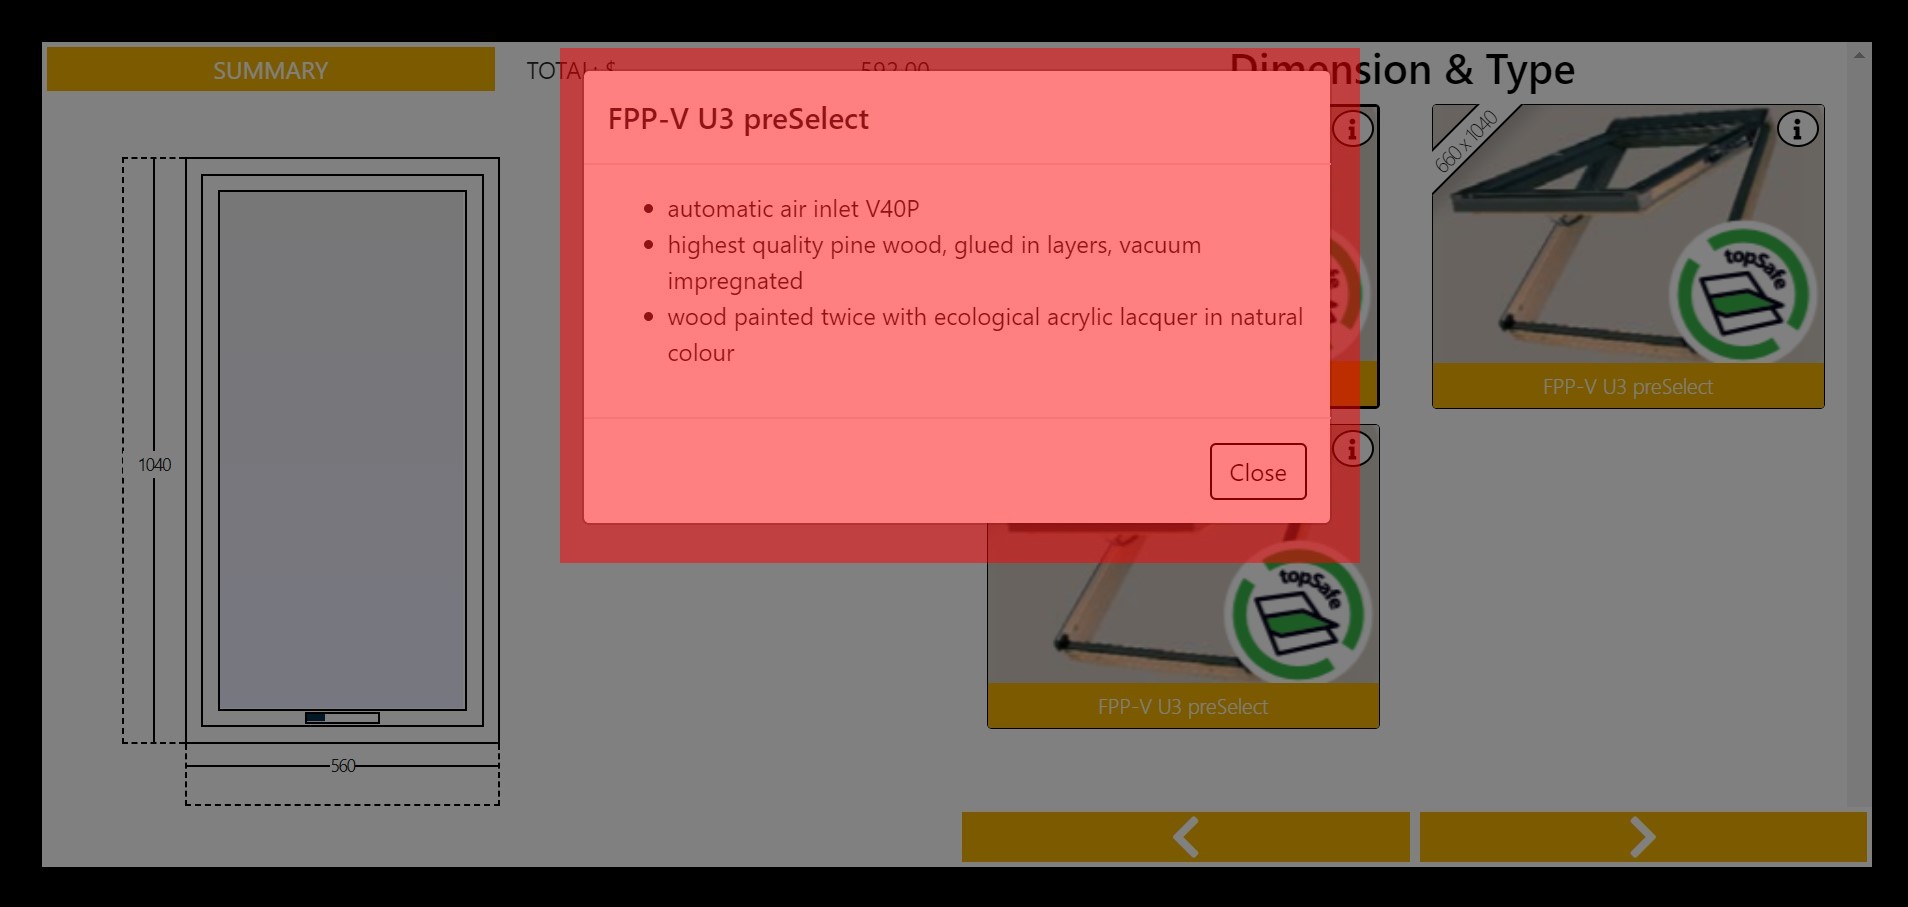 SUMMARY
TOTAL: $ 592.00
Dimension & Type
FPP-V U3 preSelect
automatic air inlet V40P
highest quality pine wood, glued in layers, vacuum
impregnated
wood painted twice with ecological acrylic lacquer in natural
colour
Close
660 x 1040
topSafe
FPP-V U3 preSelect
topSafe
FPP-V U3 preSelect
1040
560